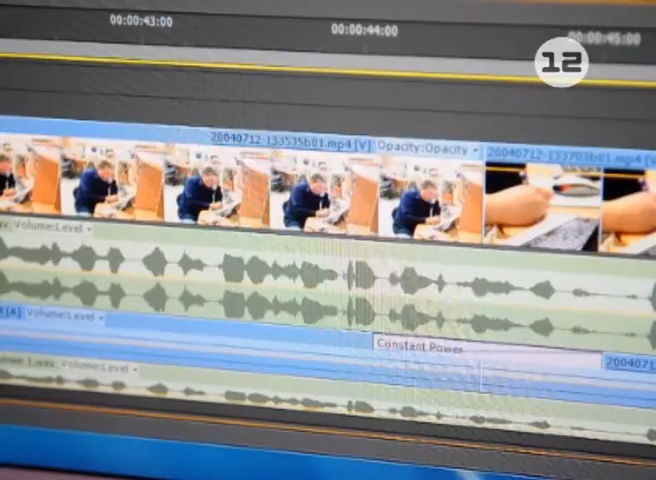 00:00:43:00
00:00:44:00
00:00:45:00
12
20040712-133535b01.mp4 [V]
Opacity:Opacity
20040712-133703b01.mp4 [V]
Volume:Level
[A] Volume:Level
Constant Power
200407
Volume:Level